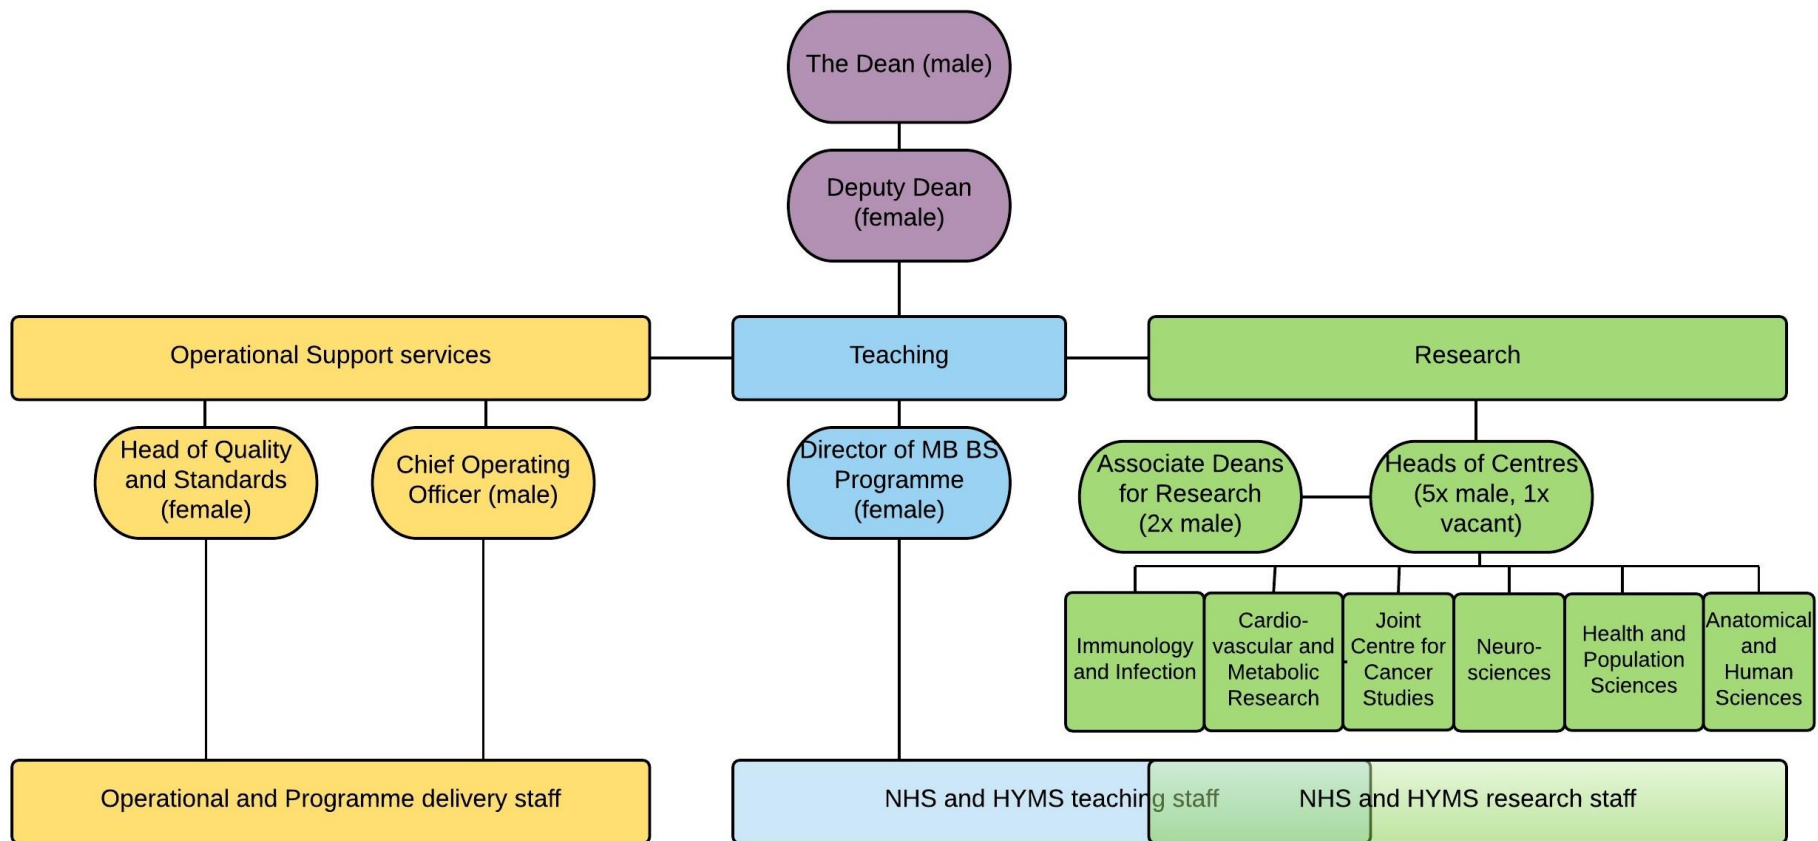 The Dean (male)
Deputy Dean
(female)
Operational Support services
Teaching
Research
Head of Quality
and Standards
(female)
Chief Operating
Officer (male)
Director of MB BS
Programme
(female)
Associate Deans
for Research
(2x male)
Heads of Centres
(5x male, 1x
vacant)
Immunology
and Infection
Cardio-
vascular and
Metabolic
Research
Joint
Centre for
Cancer
Studies
Neuro-
sciences
Health and
Population
Sciences
Anatomical
and
Human
Sciences
Operational and Programme delivery staff
NHS and HYMS teaching staff
NHS and HYMS research staff